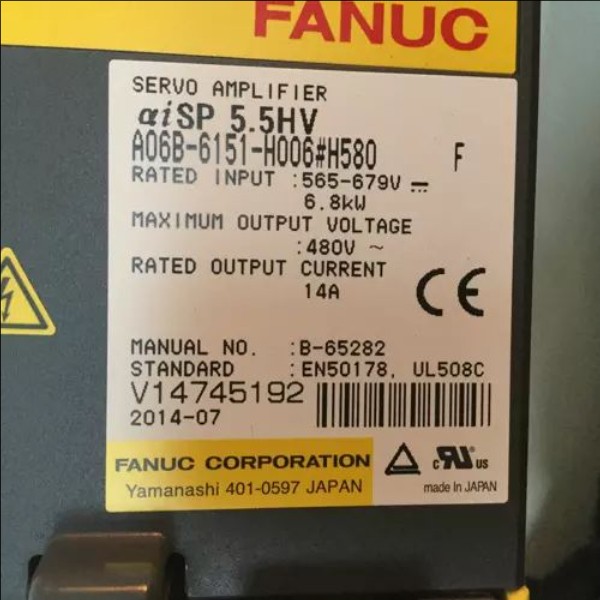 FANUC
SERVO AMPLIFIER
αiSP 5.5HV
A06B-6151-H006#H580 F
RATED INPUT :565-679V ⎓
6.8kW
MAXIMUM OUTPUT VOLTAGE
:480V ~
RATED OUTPUT CURRENT
14A
CE
MANUAL NO. :B-65282
STANDARD :EN50178, UL508C
V14745192
2014-07
FANUC CORPORATION
Yamanashi 401-0597 JAPAN
c RU US
made in JAPAN